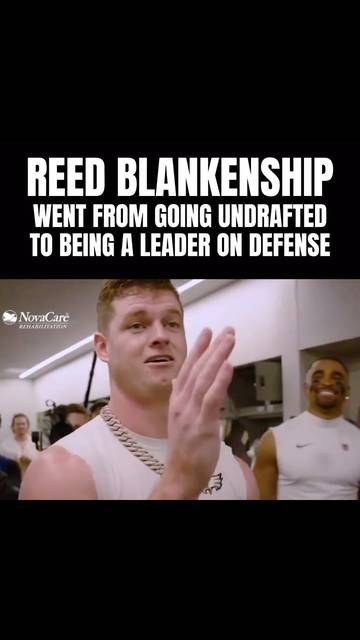 REED BLANKENSHIP
WENT FROM GOING UNDRAFTED
TO BEING A LEADER ON DEFENSE
NovaCare
REHABILITATION